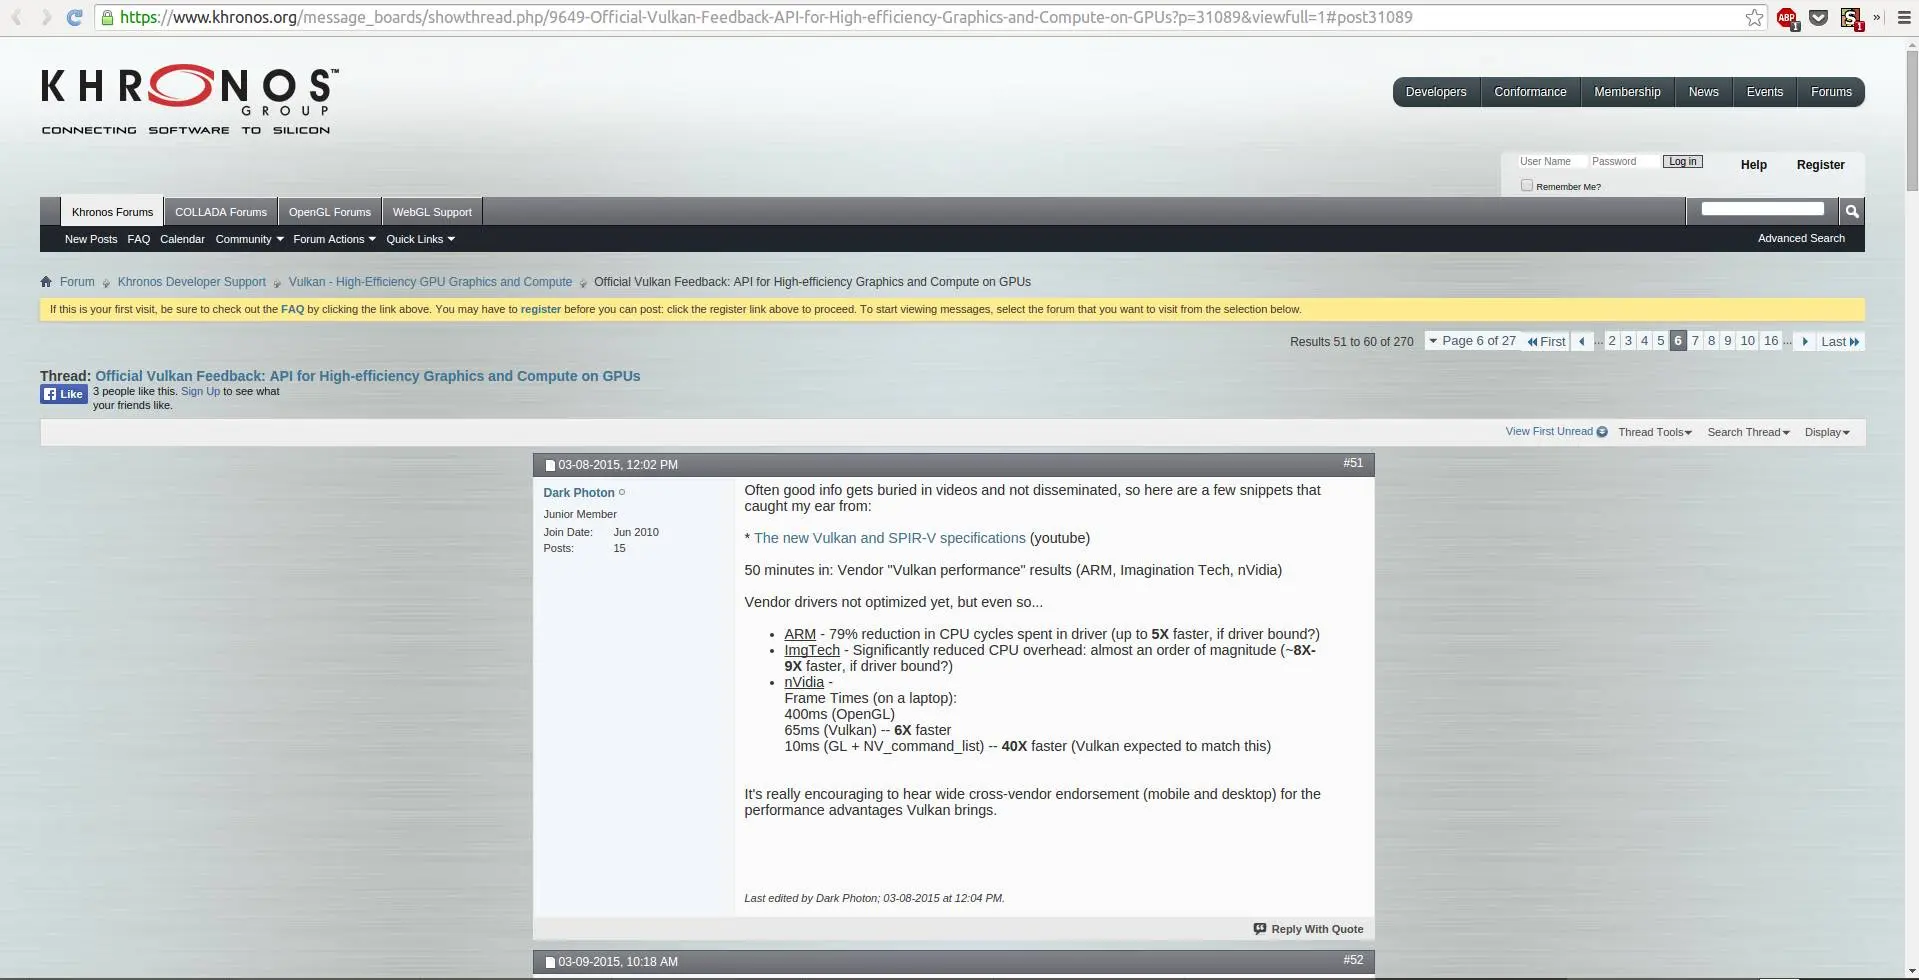 https://www.khronos.org/message_boards/showthread.php/9649-Official-Vulkan-Feedback-API-for-High-efficiency-Graphics-and-Compute-on-GPUs?p=31089&viewfull=1#post31089
ABP 1
S 1
»
KHRONOS™
GROUP
CONNECTING SOFTWARE TO SILICON
Developers Conformance Membership News Events Forums
User Name Password Log in Help Register
Remember Me?
Khronos Forums COLLADA Forums OpenGL Forums WebGL Support
New Posts FAQ Calendar Community Forum Actions Quick Links Advanced Search
Forum Khronos Developer Support Vulkan - High-Efficiency GPU Graphics and Compute Official Vulkan Feedback: API for High-efficiency Graphics and Compute on GPUs
If this is your first visit, be sure to check out the FAQ by clicking the link above. You may have to register before you can post: click the register link above to proceed. To start viewing messages, select the forum that you want to visit from the selection below.
Results 51 to 60 of 270 Page 6 of 27 First ... 2 3 4 5 6 7 8 9 10 16 ... Last
Thread: Official Vulkan Feedback: API for High-efficiency Graphics and Compute on GPUs
Like 3 people like this. Sign Up to see what
your friends like.
View First Unread Thread Tools Search Thread Display
03-08-2015, 12:02 PM #51
Dark Photon
Junior Member
Join Date: Jun 2010
Posts: 15
Often good info gets buried in videos and not disseminated, so here are a few snippets that
caught my ear from:
* The new Vulkan and SPIR-V specifications (youtube)
50 minutes in: Vendor "Vulkan performance" results (ARM, Imagination Tech, nVidia)
Vendor drivers not optimized yet, but even so...
• ARM - 79% reduction in CPU cycles spent in driver (up to 5X faster, if driver bound?)
• ImgTech - Significantly reduced CPU overhead: almost an order of magnitude (~8X-
9X faster, if driver bound?)
• nVidia -
Frame Times (on a laptop):
400ms (OpenGL)
65ms (Vulkan) -- 6X faster
10ms (GL + NV_command_list) -- 40X faster (Vulkan expected to match this)
It's really encouraging to hear wide cross-vendor endorsement (mobile and desktop) for the
performance advantages Vulkan brings.
Last edited by Dark Photon; 03-08-2015 at 12:04 PM.
Reply With Quote
03-09-2015, 10:18 AM #52